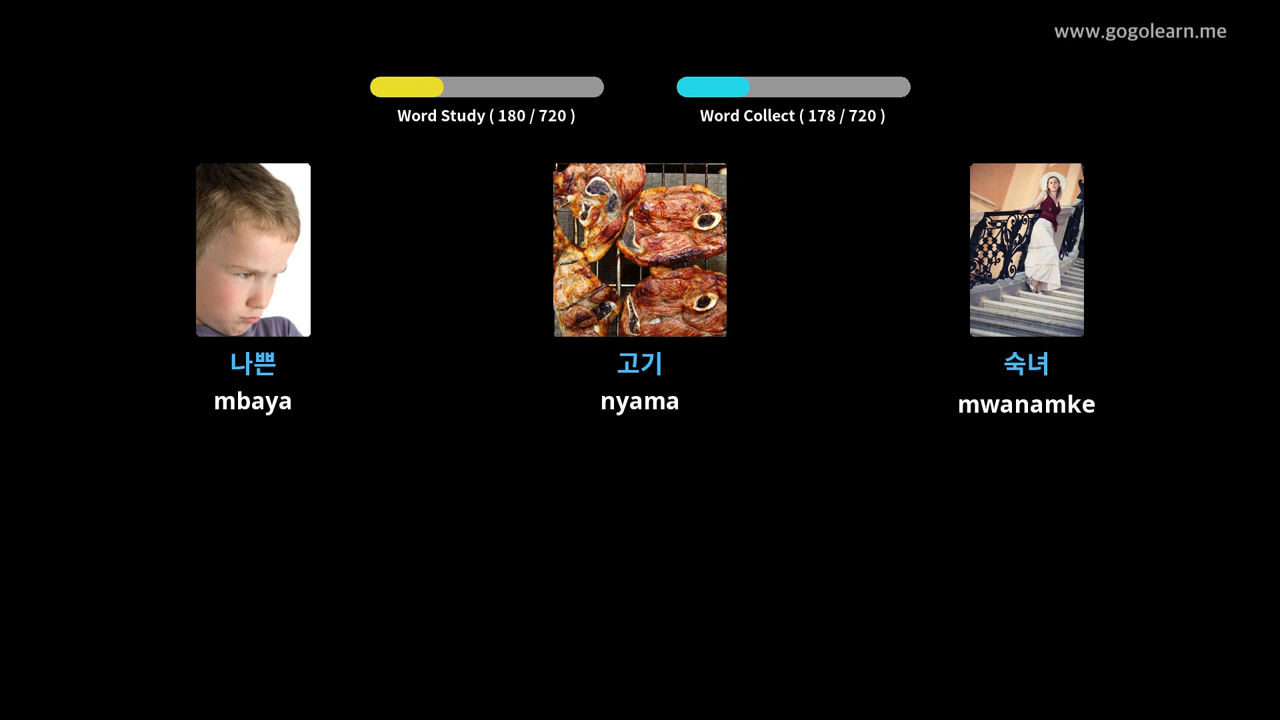 www.gogolearn.me
Word Study ( 180 / 720 )
Word Collect ( 178 / 720 )
나쁜
고기
숙녀
mbaya
nyama
mwanamke